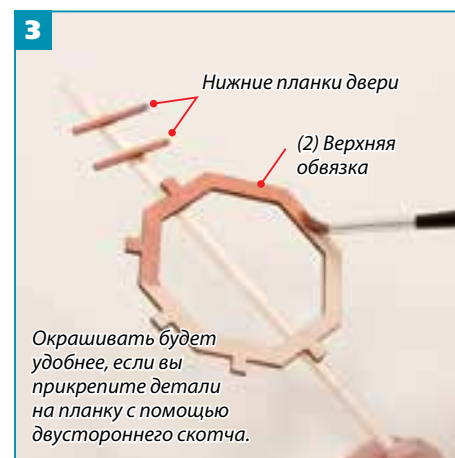 3
Нижние планки двери
(2) Верхняя
обвязка
Окрашивать будет
удобнее, если вы
прикрепите детали
на планку с помощью
двустороннего скотча.